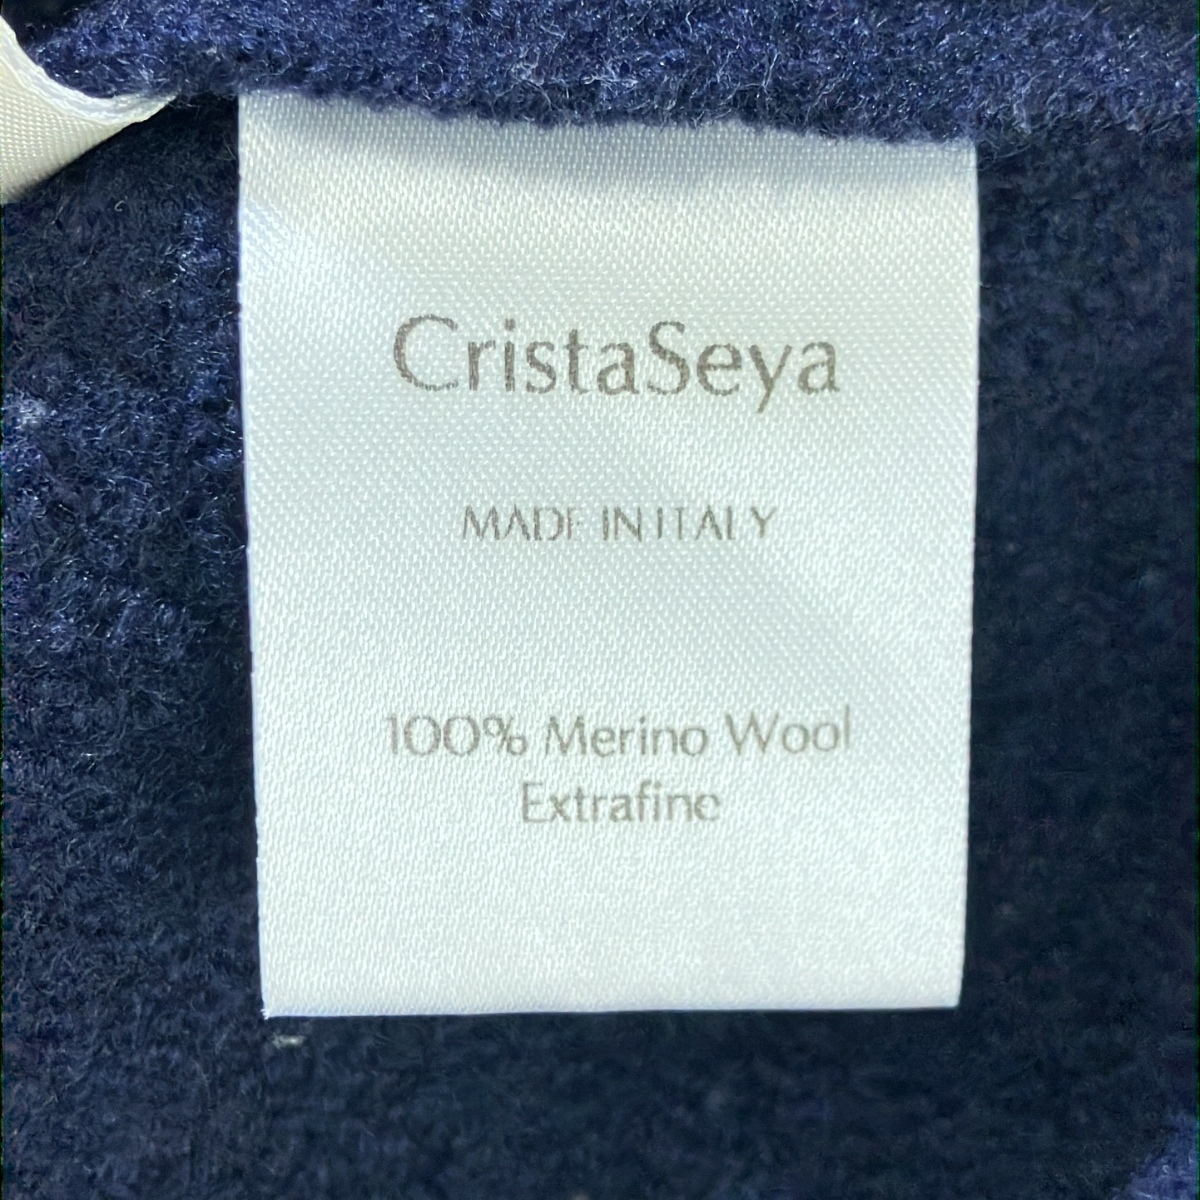 CristaSeya
MADE IN ITALY
100% Merino Wool
Extrafine